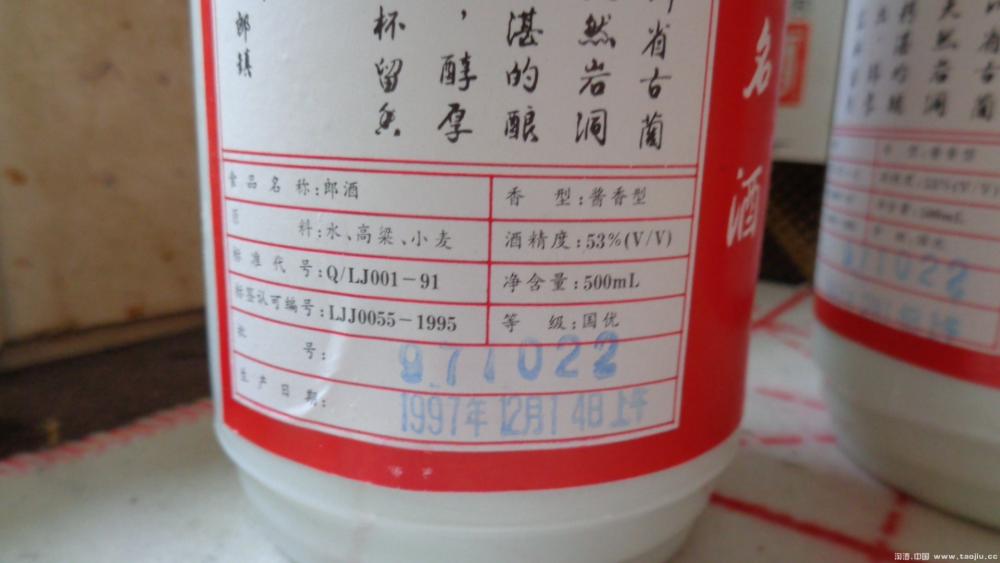 省古蔺
然岩洞
湛的酿
，醇厚
杯留香
郎镇
名酒
食品名称：郎酒
香型：酱香型
原料：水、高粱、小麦
酒精度：53%(V/V)
标准代号：Q/LJ001－91
净含量：500mL
标签认可编号：LJJ0055－1995
等级：国优
批号：971022
生产日期：1997年12月14日上午
淘酒.中国 www.taojiu.cc